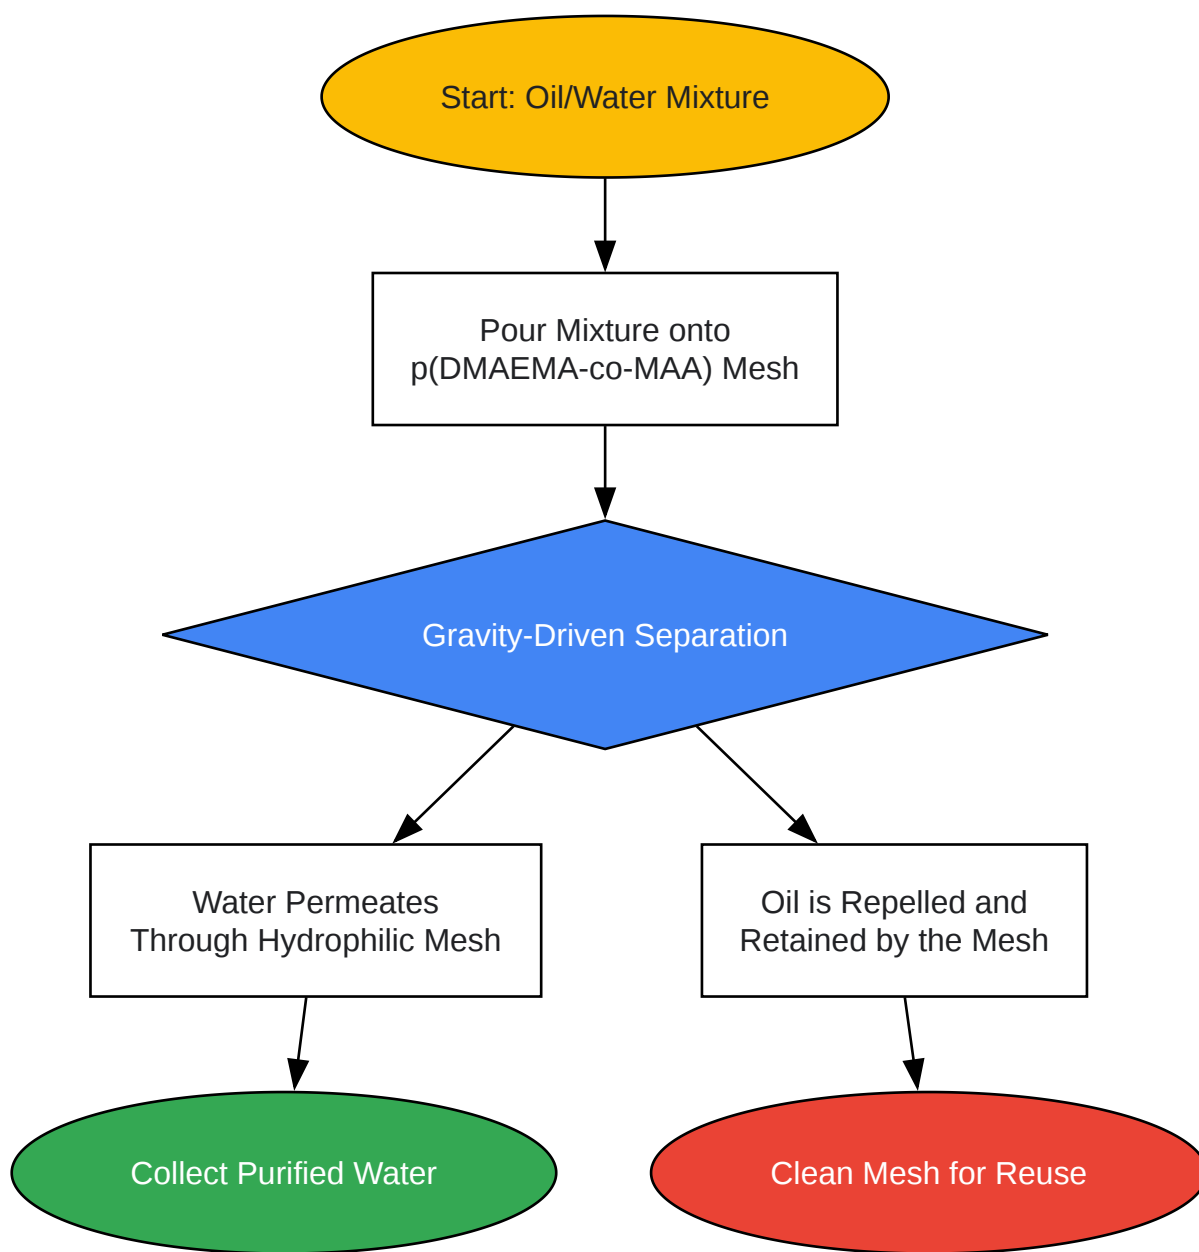 Start: Oil/Water Mixture
Pour Mixture onto
p(DMAEMA-co-MAA) Mesh
Gravity-Driven Separation
Water Permeates
Through Hydrophilic Mesh
Oil is Repelled and
Retained by the Mesh
Collect Purified Water
Clean Mesh for Reuse